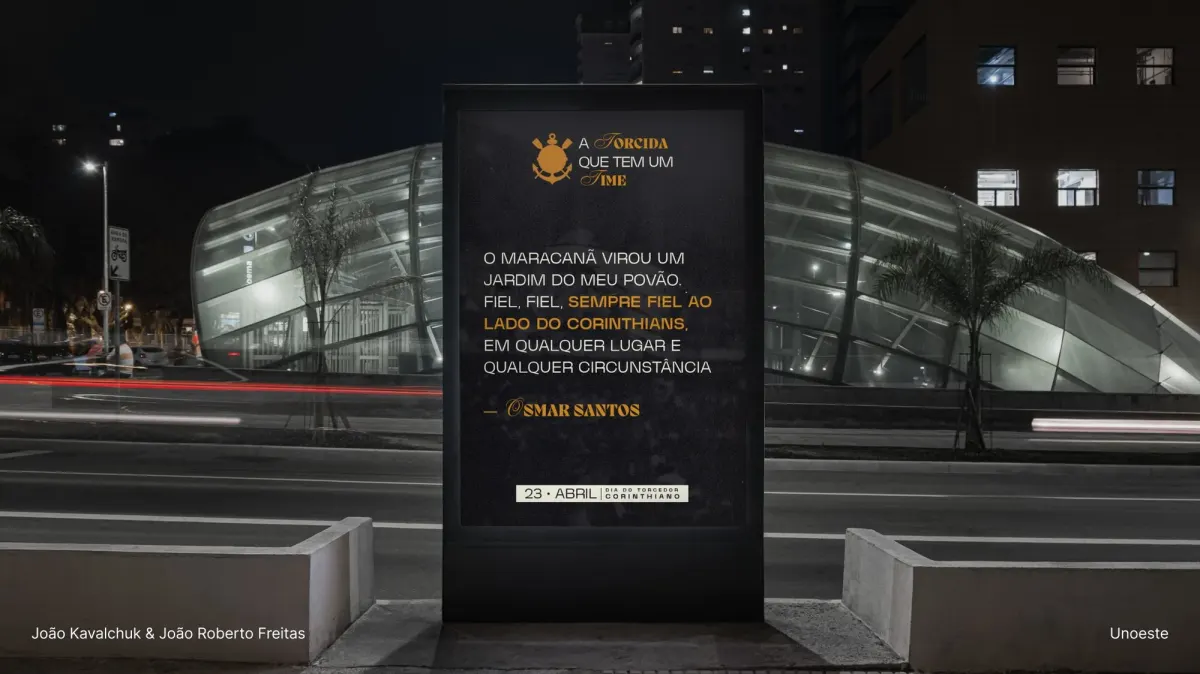 A TORCIDA
QUE TEM UM
TIME
O MARACANÃ VIROU UM
JARDIM DO MEU POVÃO.
FIEL, FIEL, SEMPRE FIEL AO
LADO DO CORINTHIANS,
EM QUALQUER LUGAR E
QUALQUER CIRCUNSTÂNCIA
— OSMAR SANTOS
23 • ABRIL
DIA DO TORCEDOR
CORINTHIANO
João Kavalchuk & João Roberto Freitas
Unoeste